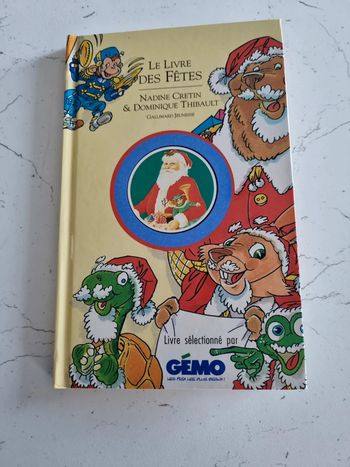 LE LIVRE
DES FÊTES
NADINE CRETIN
& DOMINIQUE THIBAULT
GALLIMARD JEUNESSE
Livre sélectionné par
GÉMO